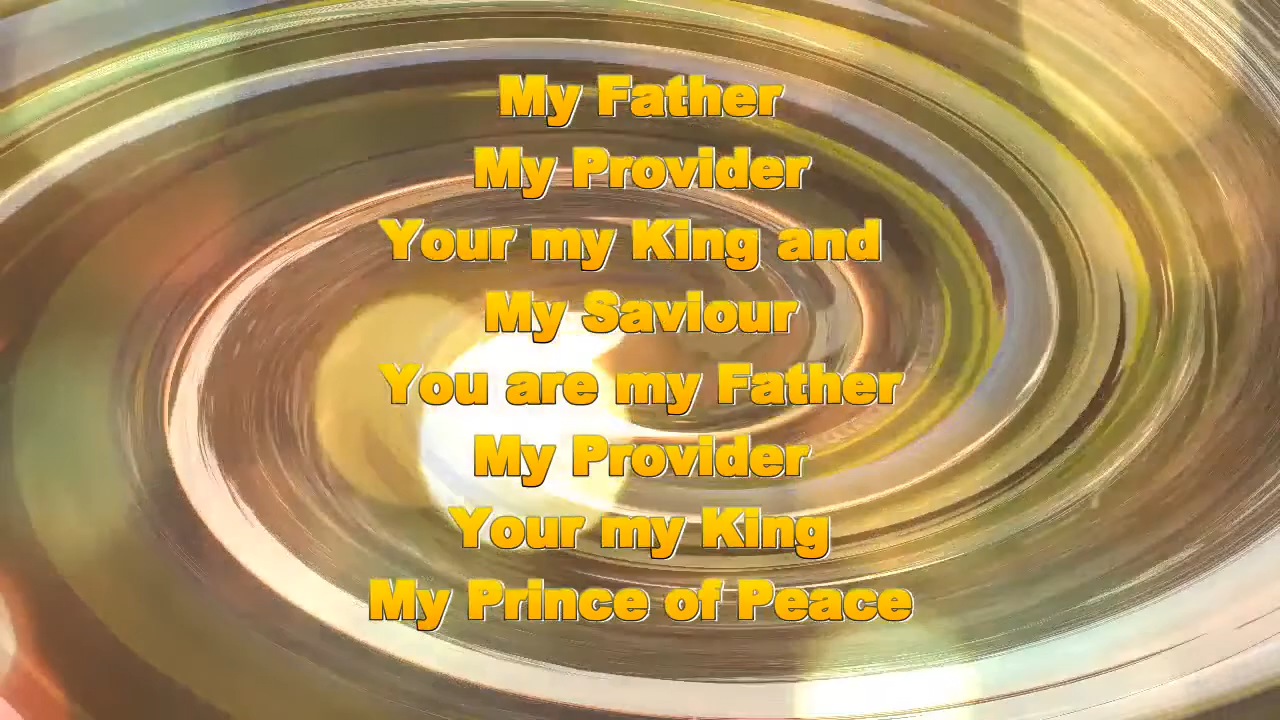 My Father
My Provider
Your my King and
My Saviour
You are my Father
My Provider
Your my King
My Prince of Peace